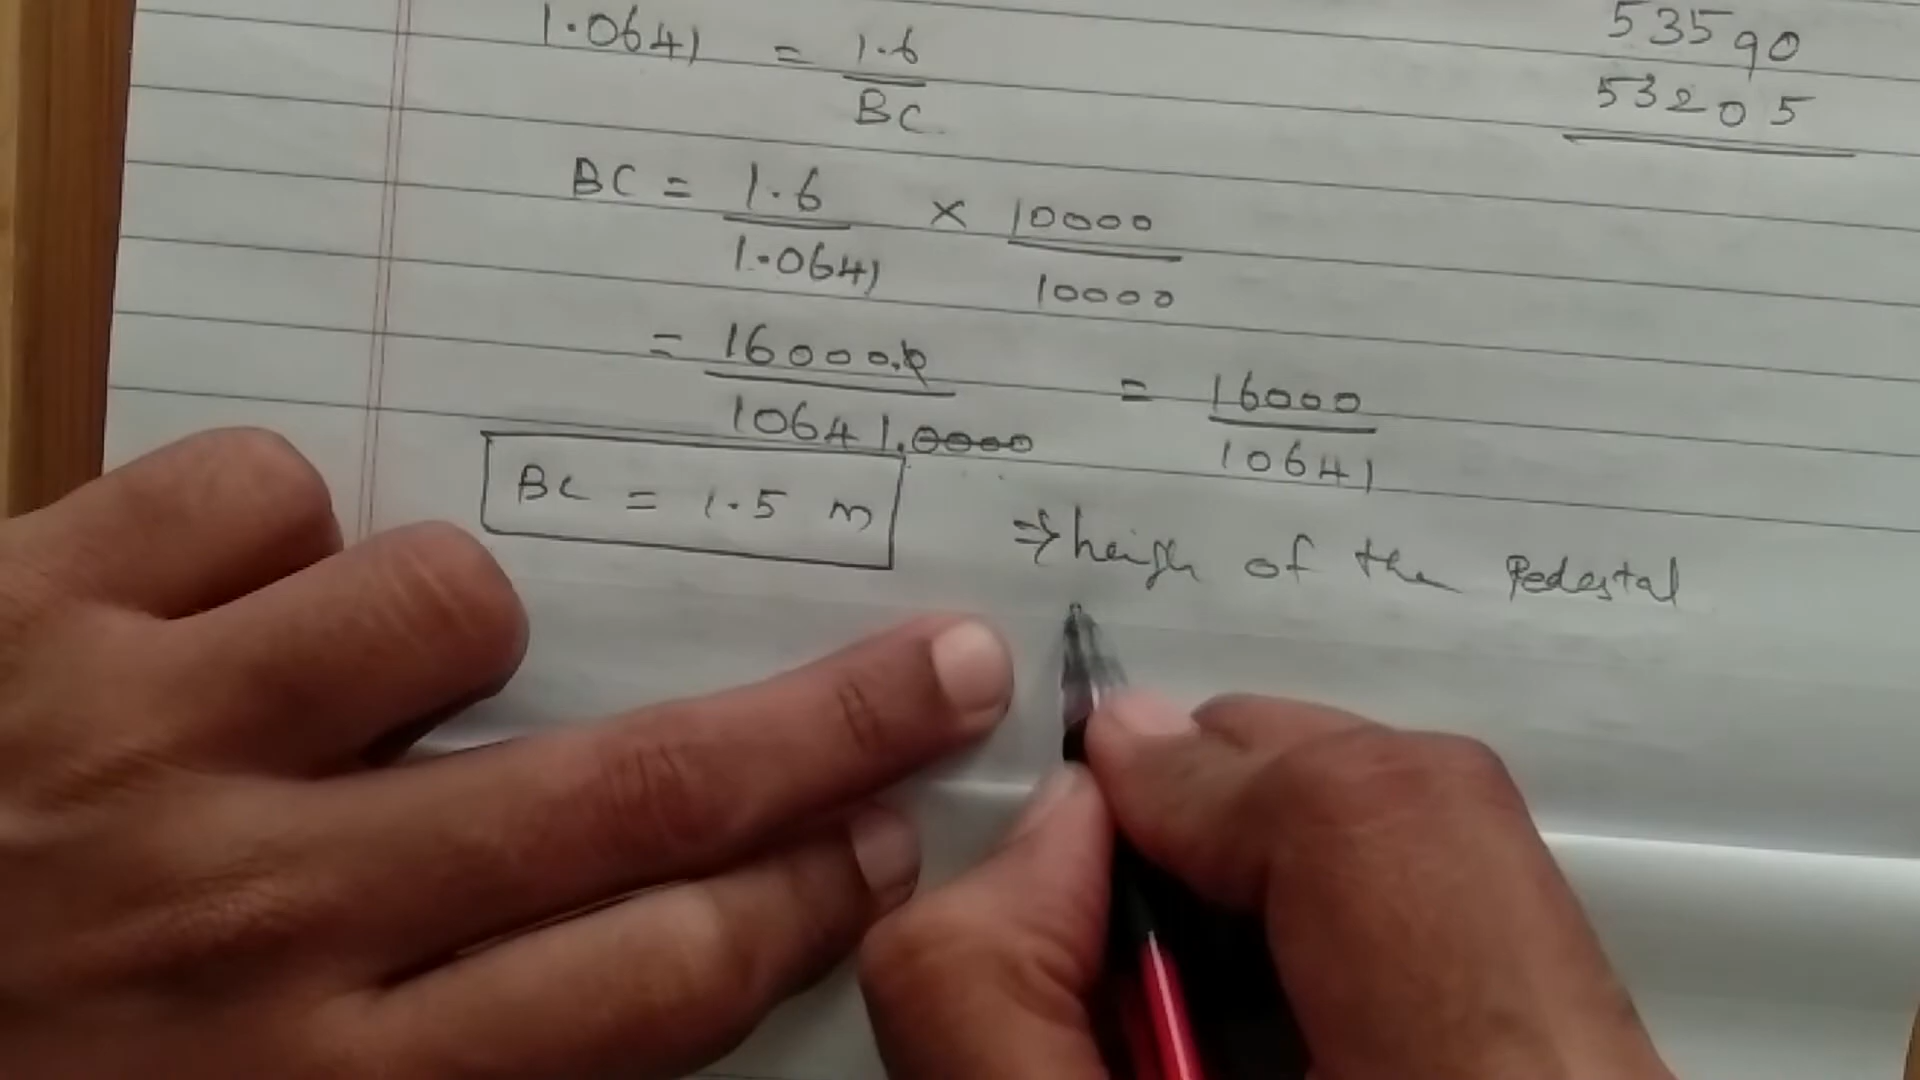 1.0641 = 1.6 / BC
53590
53205
BC = 1.6 / 1.0641 × 10000 / 10000
= 16000.0 / 10641.0000 = 16000 / 10641
BC = 1.5 m
⇒ heigh of the Pedestal